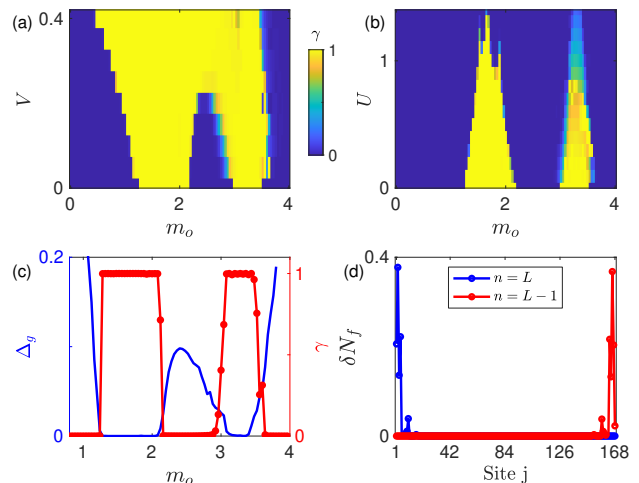 (a)
0.4
V
0
0 2 4
m_o
γ
1
0
(b)
1
U
0
0 2 4
m_o
(c)
0.2
Δ_g
0
1 2 3 4
m_o
1
γ
0
(d)
0.4
δN_f
0
n = L
n = L − 1
1 42 84 126 168
Site j